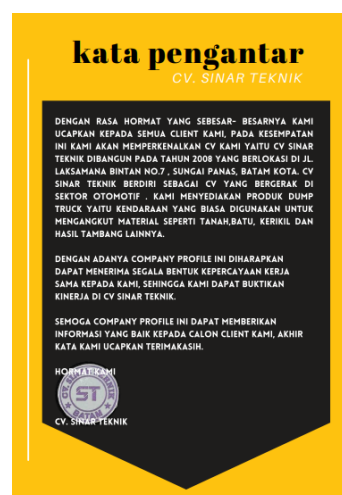 kata pengantar
CV. SINAR TEKNIK
DENGAN RASA HORMAT YANG SEBESAR- BESARNYA KAMI
UCAPKAN KEPADA SEMUA CLIENT KAMI, PADA KESEMPATAN
INI KAMI AKAN MEMPERKENALKAN CV KAMI YAITU CV SINAR
TEKNIK DIBANGUN PADA TAHUN 2008 YANG BERLOKASI DI JL.
LAKSAMANA BINTAN NO.7 , SUNGAI PANAS, BATAM KOTA. CV
SINAR TEKNIK BERDIRI SEBAGAI CV YANG BERGERAK DI
SEKTOR OTOMOTIF . KAMI MENYEDIAKAN PRODUK DUMP
TRUCK YAITU KENDARAAN YANG BIASA DIGUNAKAN UNTUK
MENGANGKUT MATERIAL SEPERTI TANAH,BATU, KERIKIL DAN
HASIL TAMBANG LAINNYA.
DENGAN ADANYA COMPANY PROFILE INI DIHARAPKAN
DAPAT MENERIMA SEGALA BENTUK KEPERCAYAAN KERJA
SAMA KEPADA KAMI, SEHINGGA KAMI DAPAT BUKTIKAN
KINERJA DI CV SINAR TEKNIK.
SEMOGA COMPANY PROFILE INI DAPAT MEMBERIKAN
INFORMASI YANG BAIK KEPADA CALON CLIENT KAMI, AKHIR
KATA KAMI UCAPKAN TERIMAKASIH.
HORMAT KAMI
ST
BATAM
CV. SINAR TEKNIK